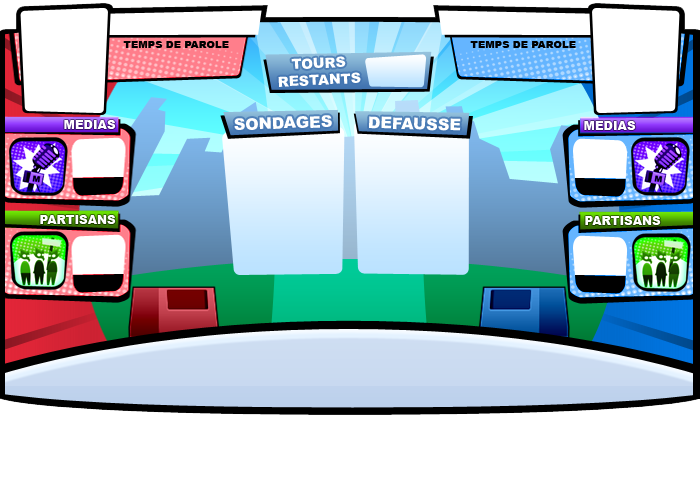 TEMPS DE PAROLE
TEMPS DE PAROLE
TOURS
RESTANTS
SONDAGES
DEFAUSSE
MEDIAS
MEDIAS
M
M
PARTISANS
PARTISANS